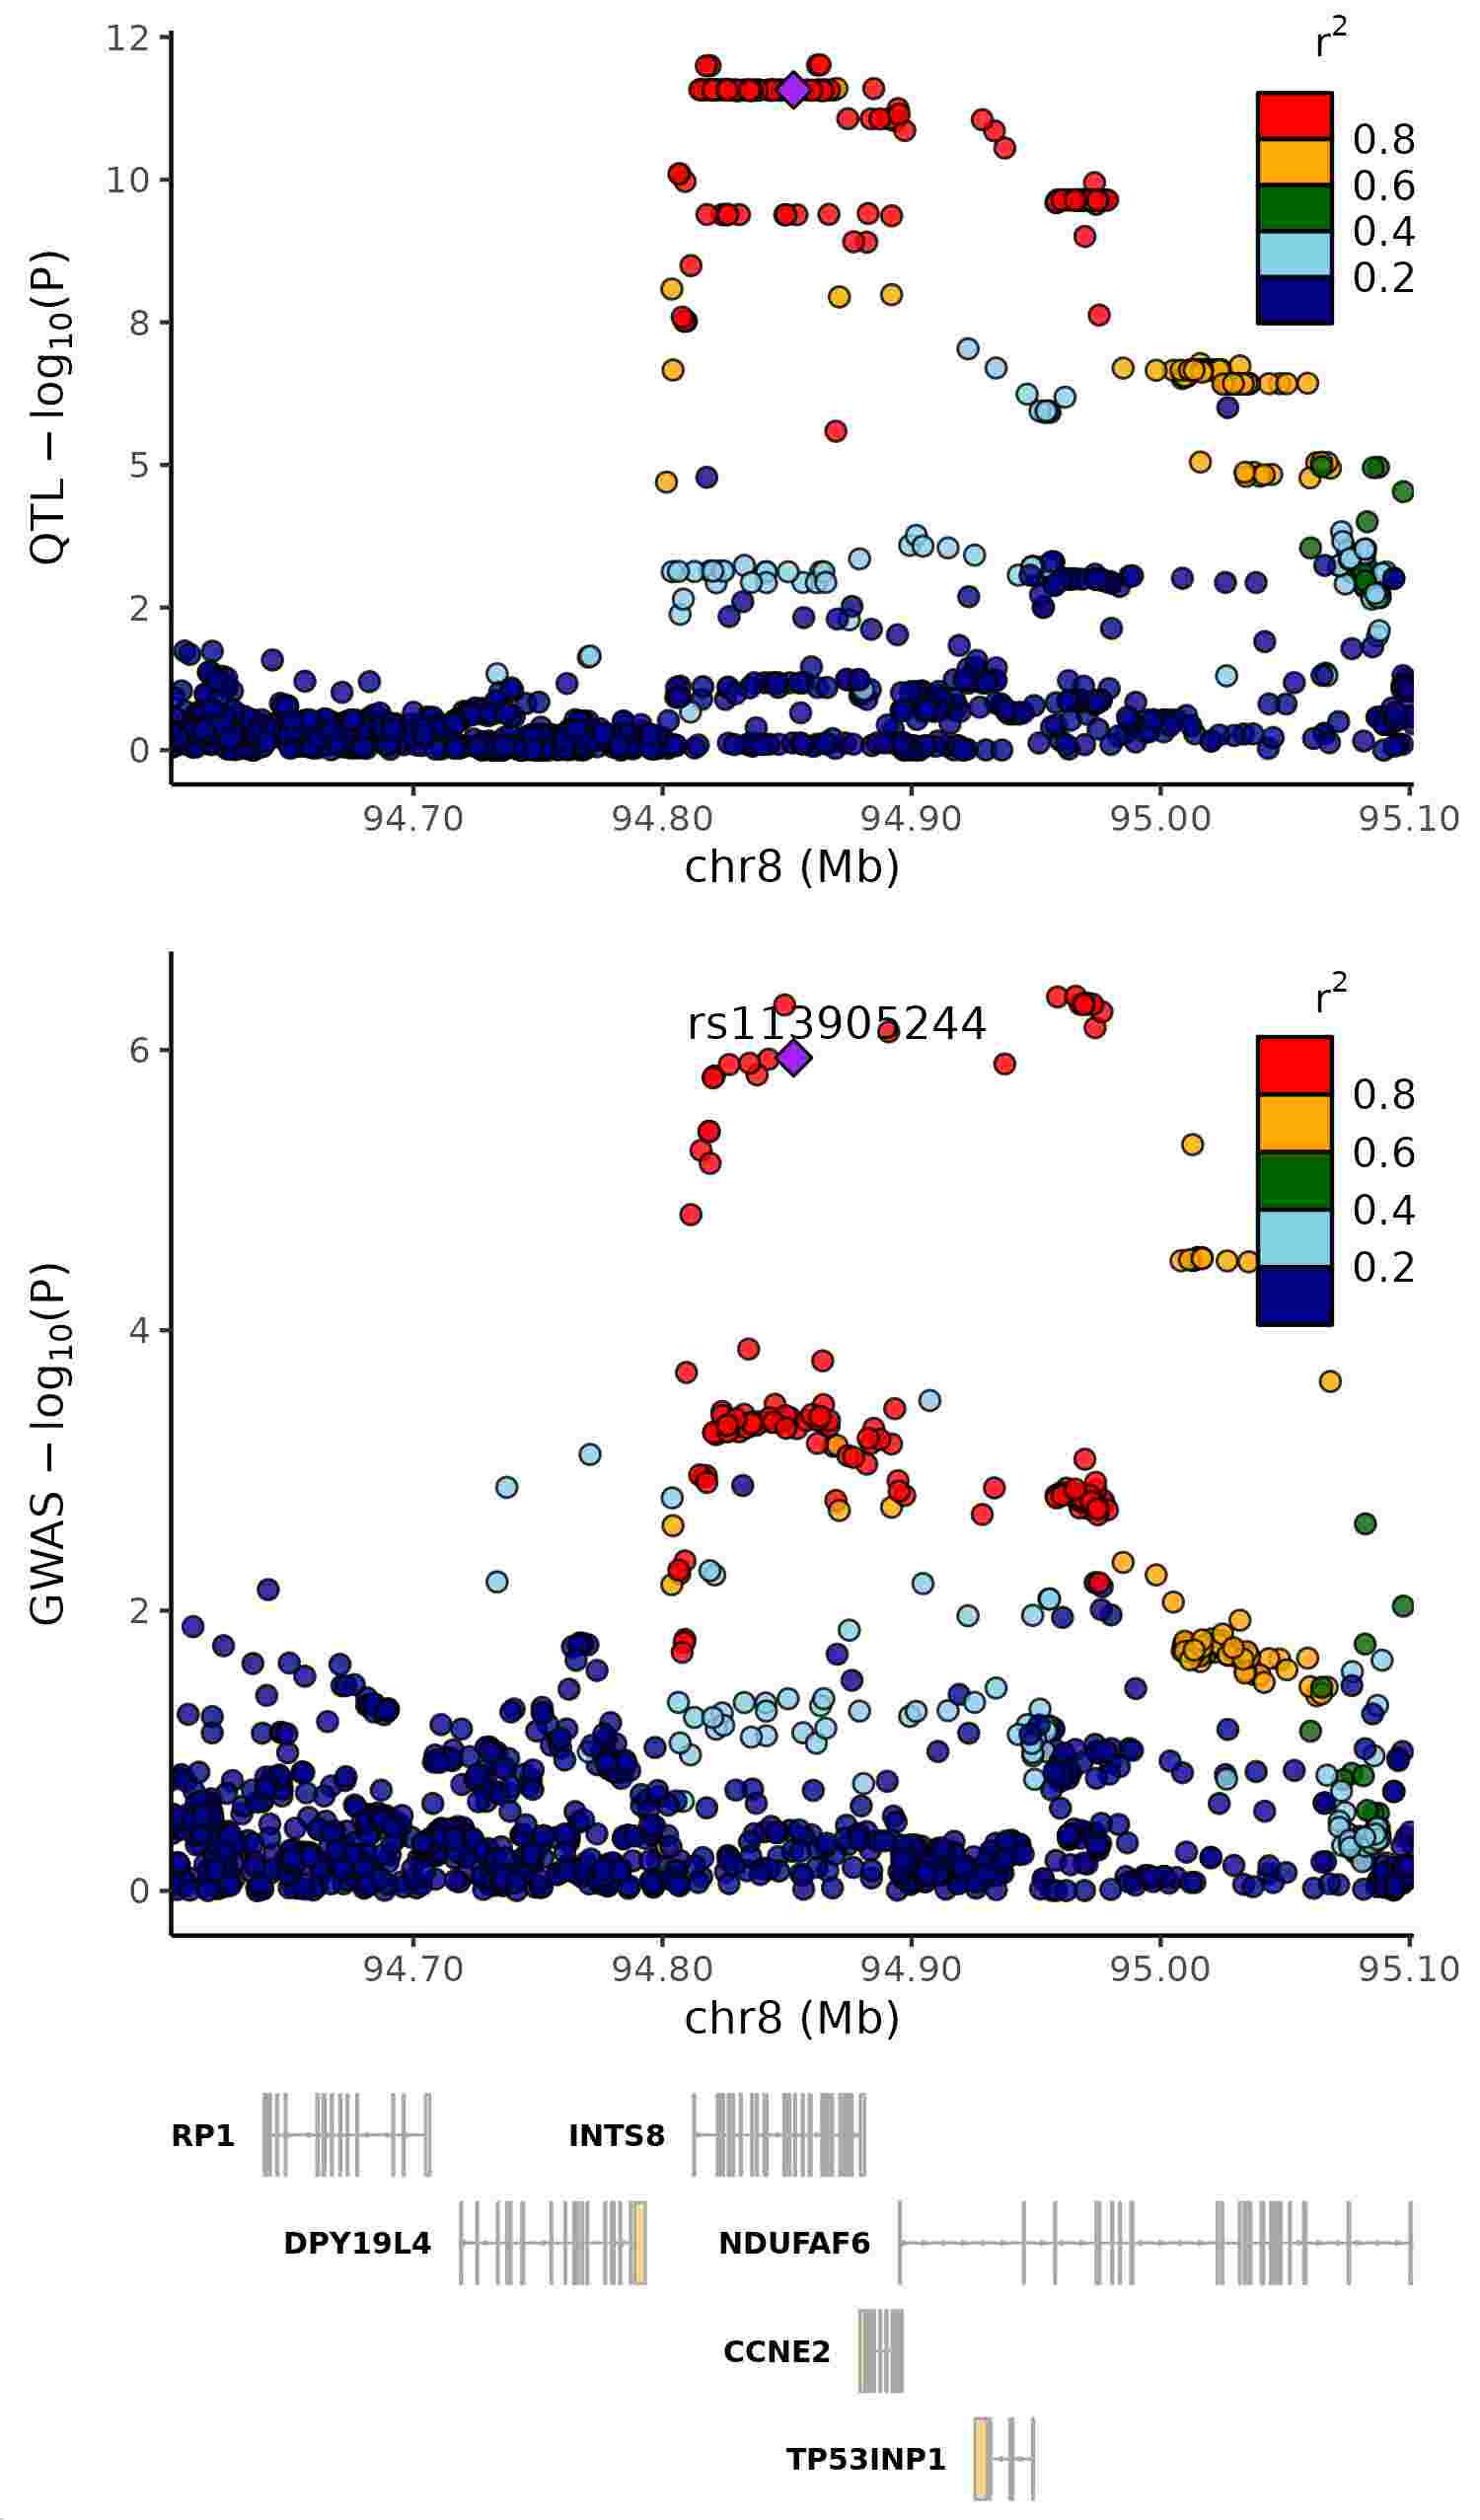 12
10
8
5
2
0
QTL − log10(P)
r2
0.8
0.6
0.4
0.2
94.70 94.80 94.90 95.00 95.10
chr8 (Mb)
6
4
2
0
GWAS − log10(P)
rs113905244
r2
0.8
0.6
0.4
0.2
94.70 94.80 94.90 95.00 95.10
chr8 (Mb)
RP1 INTS8
DPY19L4 NDUFAF6
CCNE2
TP53INP1